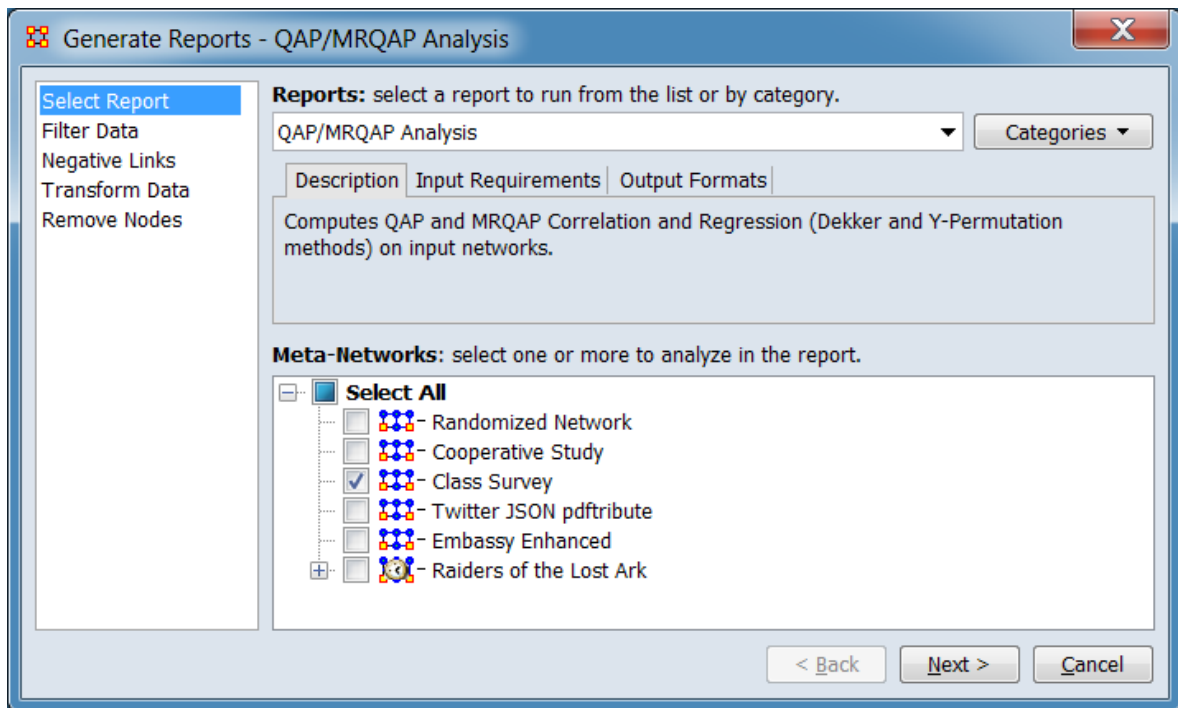 Generate Reports - QAP/MRQAP Analysis
Select Report
Filter Data
Negative Links
Transform Data
Remove Nodes
Reports: select a report to run from the list or by category.
QAP/MRQAP Analysis
Categories
Description Input Requirements Output Formats
Computes QAP and MRQAP Correlation and Regression (Dekker and Y-Permutation
methods) on input networks.
Meta-Networks: select one or more to analyze in the report.
Select All
Randomized Network
Cooperative Study
Class Survey
Twitter JSON pdftribute
Embassy Enhanced
Raiders of the Lost Ark
< Back Next > Cancel